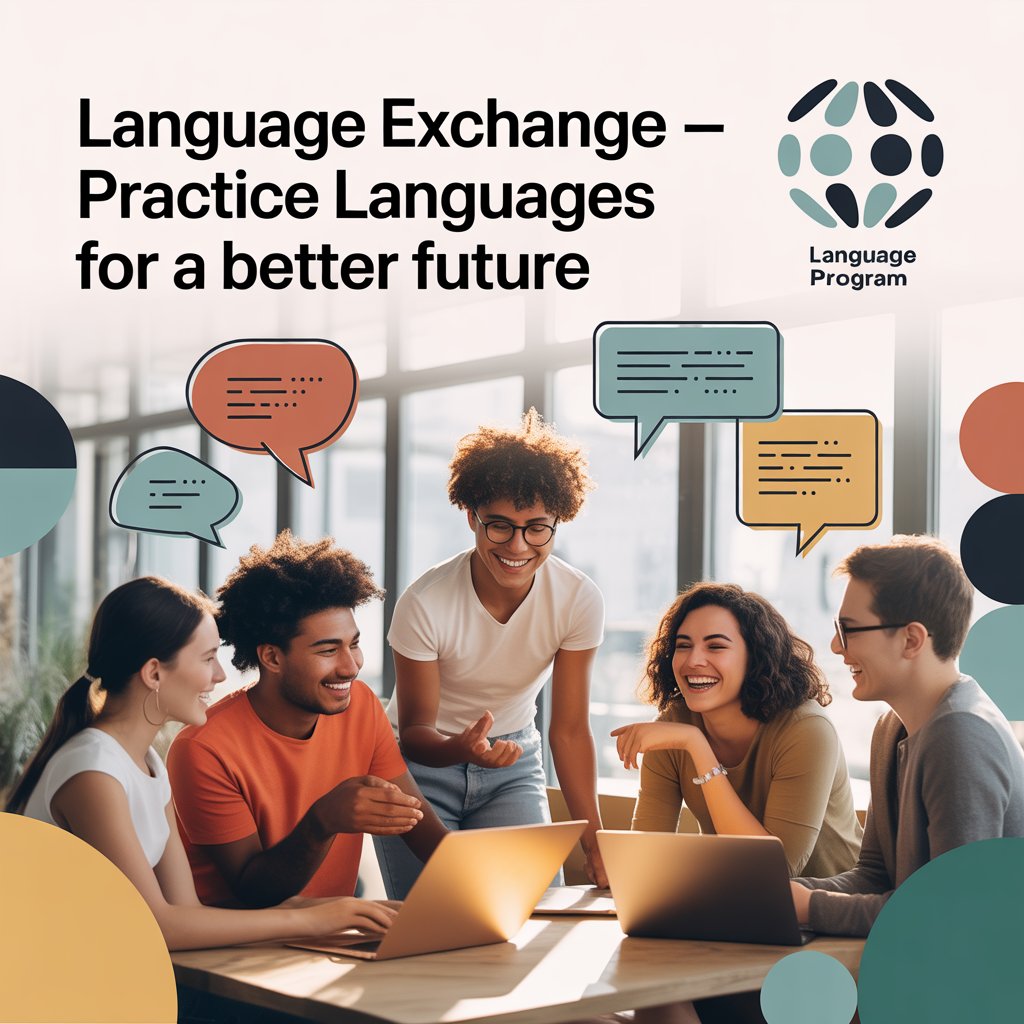 Language Exchange –
Practice Languages
for a better future
Language
Program